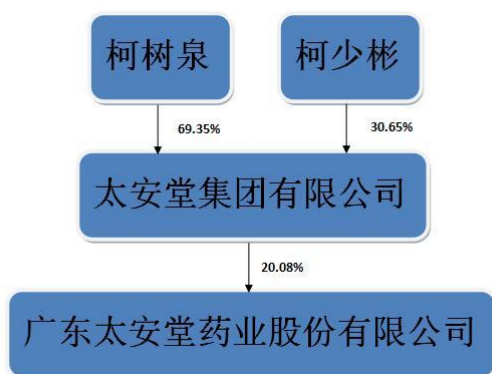 柯树泉
柯少彬
69.35%
30.65%
太安堂集团有限公司
20.08%
广东太安堂药业股份有限公司